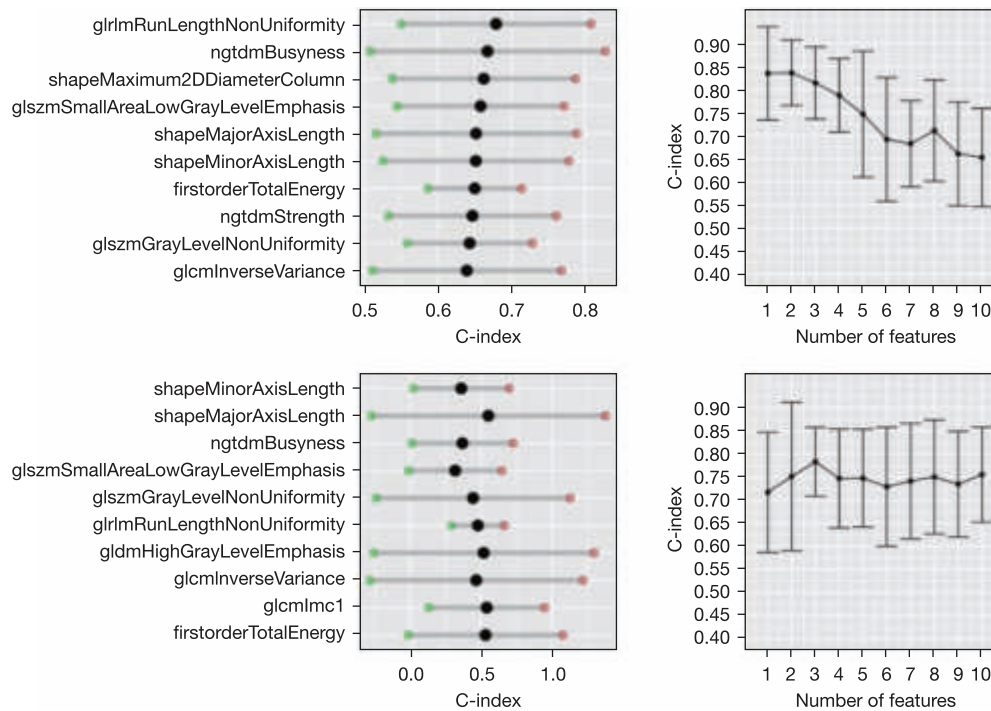 glrlmRunLengthNonUniformity
ngtdmBusyness
shapeMaximum2DDiameterColumn
glszmSmallAreaLowGrayLevelEmphasis
shapeMajorAxisLength
shapeMinorAxisLength
firstorderTotalEnergy
ngtdmStrength
glszmGrayLevelNonUniformity
glcmInverseVariance
0.5 0.6 0.7 0.8
C-index
C-index
0.90
0.85
0.80
0.75
0.70
0.65
0.60
0.55
0.50
0.45
0.40
1 2 3 4 5 6 7 8 9 10
Number of features
shapeMinorAxisLength
shapeMajorAxisLength
ngtdmBusyness
glszmSmallAreaLowGrayLevelEmphasis
glszmGrayLevelNonUniformity
glrlmRunLengthNonUniformity
gldmHighGrayLevelEmphasis
glcmInverseVariance
glcmImc1
firstorderTotalEnergy
0.0 0.5 1.0
C-index
C-index
0.90
0.85
0.80
0.75
0.70
0.65
0.60
0.55
0.50
0.45
0.40
1 2 3 4 5 6 7 8 9 10
Number of features